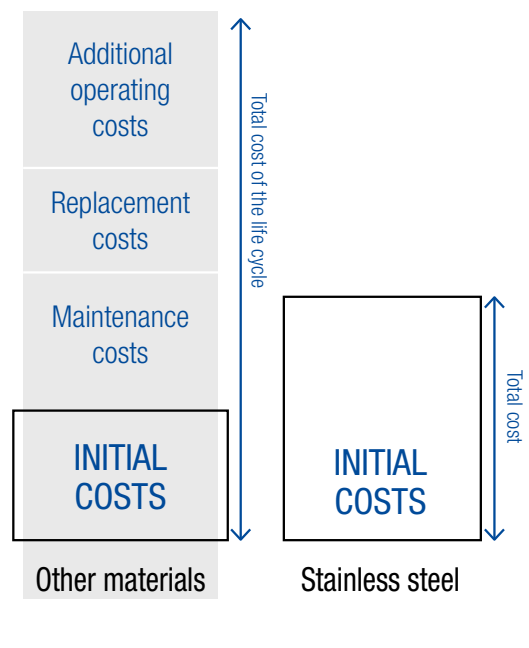 Additional
operating
costs
Replacement
costs
Maintenance
costs
INITIAL
COSTS
Other materials
Total cost of the life cycle
INITIAL
COSTS
Stainless steel
Total cost